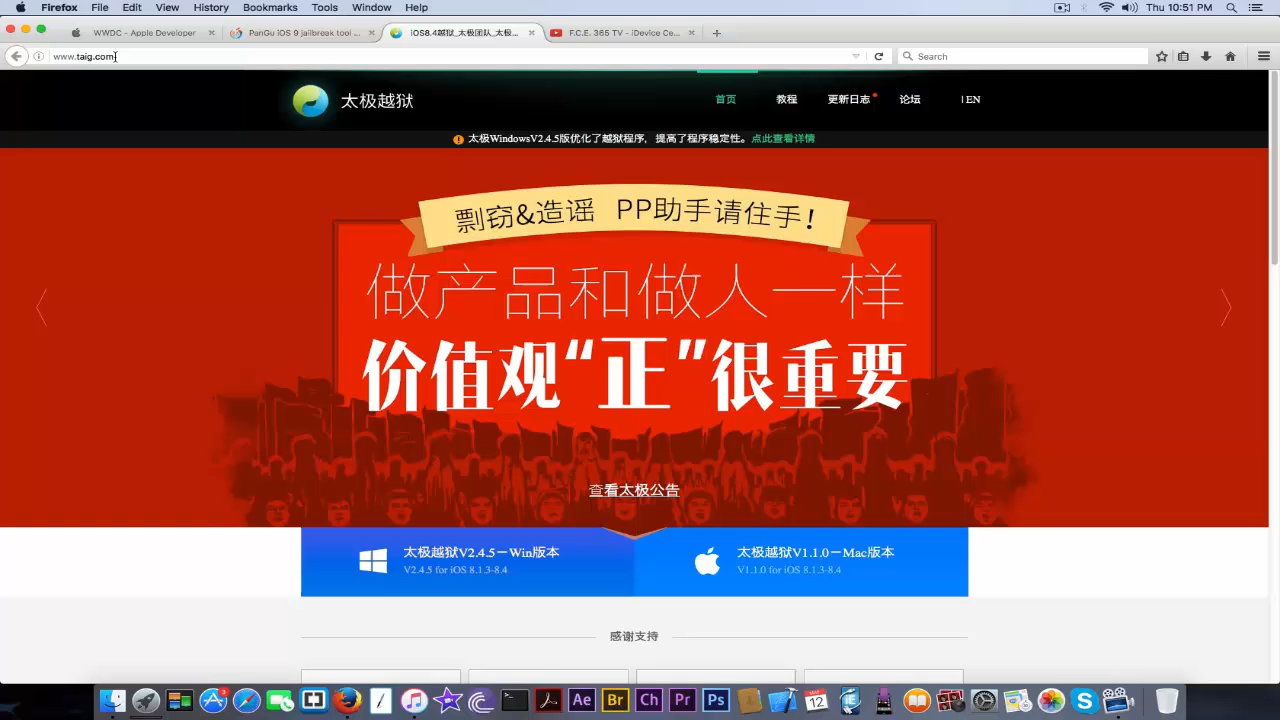 Firefox File Edit View History Bookmarks Tools Window Help Thu 10:51 PM
WWDC - Apple Developer
PanGu iOS 9 jailbreak tool ...
iOS8.4越狱_太极团队_太极...
F.C.E. 365 TV - iDevice Ce...
www.taig.com
Search
太极越狱
首页 教程 更新日志 论坛 | EN
太极WindowsV2.4.5版优化了越狱程序，提高了程序稳定性。点此查看详情
剽窃&造谣 PP助手请住手!
做产品和做人一样
价值观“正”很重要
查看太极公告
太极越狱V2.4.5－Win版本
V2.4.5 for iOS 8.1.3-8.4
太极越狱V1.1.0－Mac版本
V1.1.0 for iOS 8.1.3-8.4
感谢支持
3
Ae Br Ch Pr Ps
12